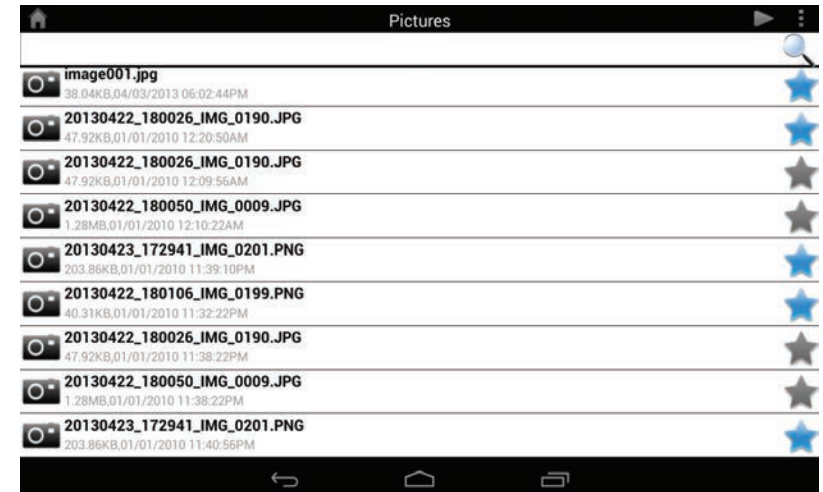 Pictures
image001.jpg
38.04KB,04/03/2013 06:02:44PM
20130422_180026_IMG_0190.JPG
47.92KB,01/01/2010 12:20:50AM
20130422_180026_IMG_0190.JPG
47.92KB,01/01/2010 12:09:56AM
20130422_180050_IMG_0009.JPG
1.28MB,01/01/2010 12:10:22AM
20130423_172941_IMG_0201.PNG
203.86KB,01/01/2010 11:39:10PM
20130422_180106_IMG_0199.PNG
40.31KB,01/01/2010 11:32:22PM
20130422_180026_IMG_0190.JPG
47.92KB,01/01/2010 11:38:22PM
20130422_180050_IMG_0009.JPG
1.28MB,01/01/2010 11:38:22PM
20130423_172941_IMG_0201.PNG
203.86KB,01/01/2010 11:40:56PM